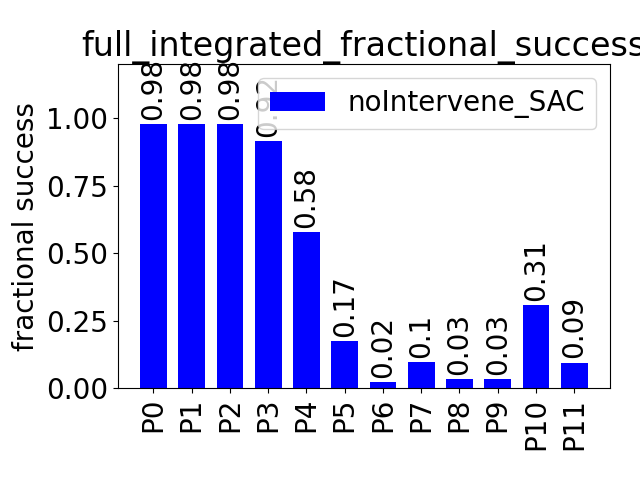 full_integrated_fractional_success
noIntervene_SAC
fractional success
1.00
0.75
0.50
0.25
0.00
0.98
0.98
0.98
0.92
0.58
0.17
0.02
0.1
0.03
0.03
0.31
0.09
P0
P1
P2
P3
P4
P5
P6
P7
P8
P9
P10
P11